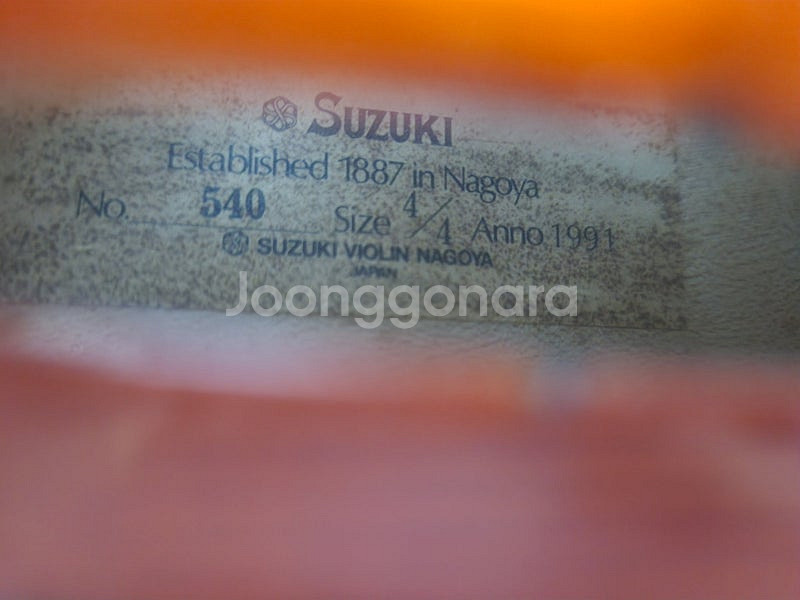 SUZUKI
Established 1887 in Nagoya
No. 540 Size 4/4 Anno 1991
SUZUKI VIOLIN NAGOYA
JAPAN
Joonggonara